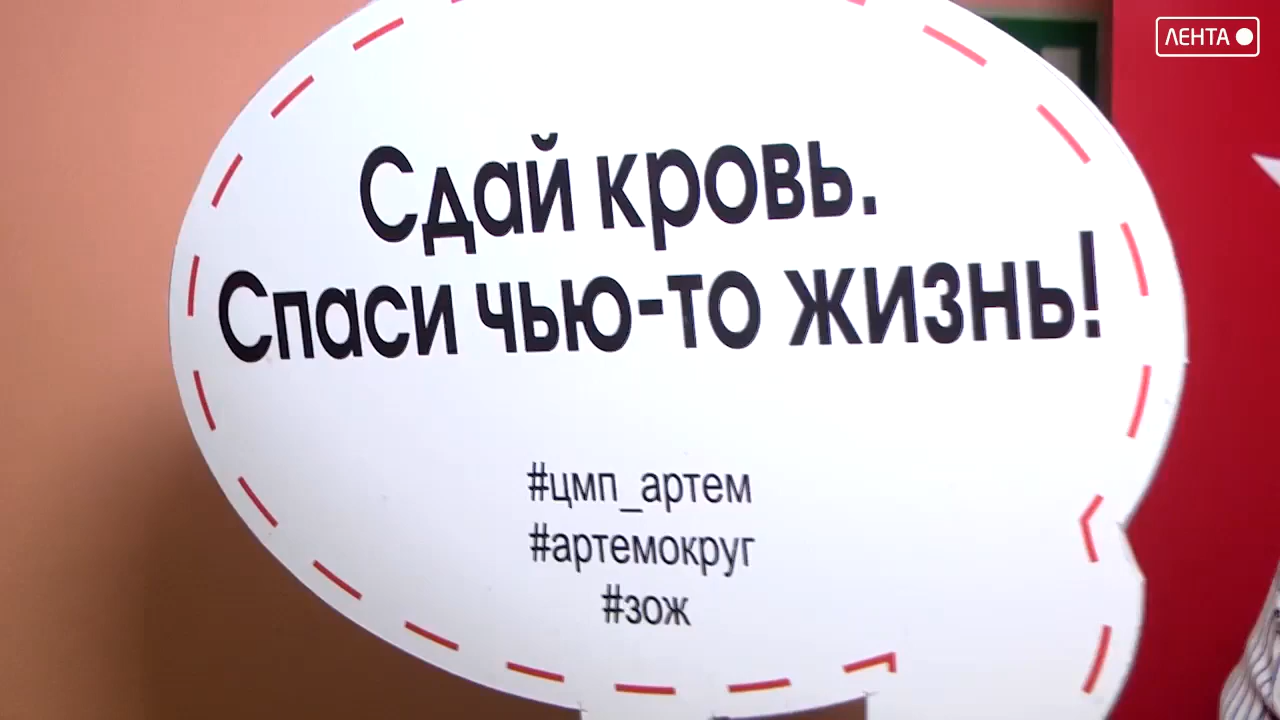 ЛЕНТА
Сдай кровь.
Спаси чью-то жизнь!
#цмп_артем
#артемокруг
#зож